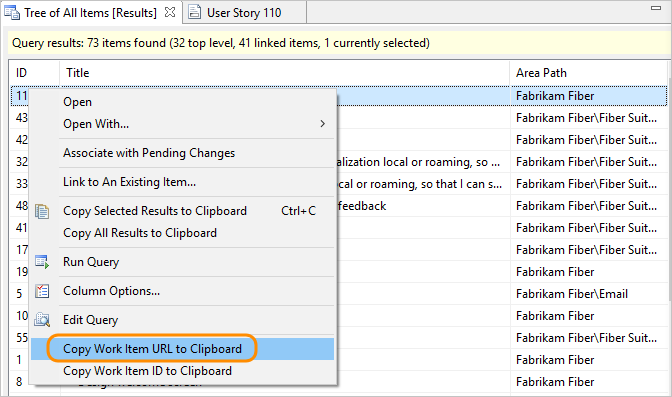 Tree of All Items [Results] User Story 110
Query results: 73 items found (32 top level, 41 linked items, 1 currently selected)
ID Title Area Path
11 Fabrikam Fiber
Open
43 Fabrikam Fiber\Fiber Suit...
Open With...
42 Fabrikam Fiber\Fiber Suit...
Associate with Pending Changes
32 alization local or roaming, so ... Fabrikam Fiber\Fiber Suit...
33 cal or roaming, so that I can s... Fabrikam Fiber\Fiber Suit...
Link to An Existing Item...
48 feedback Fabrikam Fiber\Fiber Suit...
Copy Selected Results to Clipboard Ctrl+C
41 Fabrikam Fiber\Fiber Suit...
Copy All Results to Clipboard
17 Fabrikam Fiber\Fiber Suit...
Run Query
19 Fabrikam Fiber
Column Options...
5 Fabrikam Fiber\Email
10 Fabrikam Fiber
Edit Query
55 Fabrikam Fiber\Fiber Suit...
Copy Work Item URL to Clipboard
1 Fabrikam Fiber
Copy Work Item ID to Clipboard
8 Fabrikam Fiber